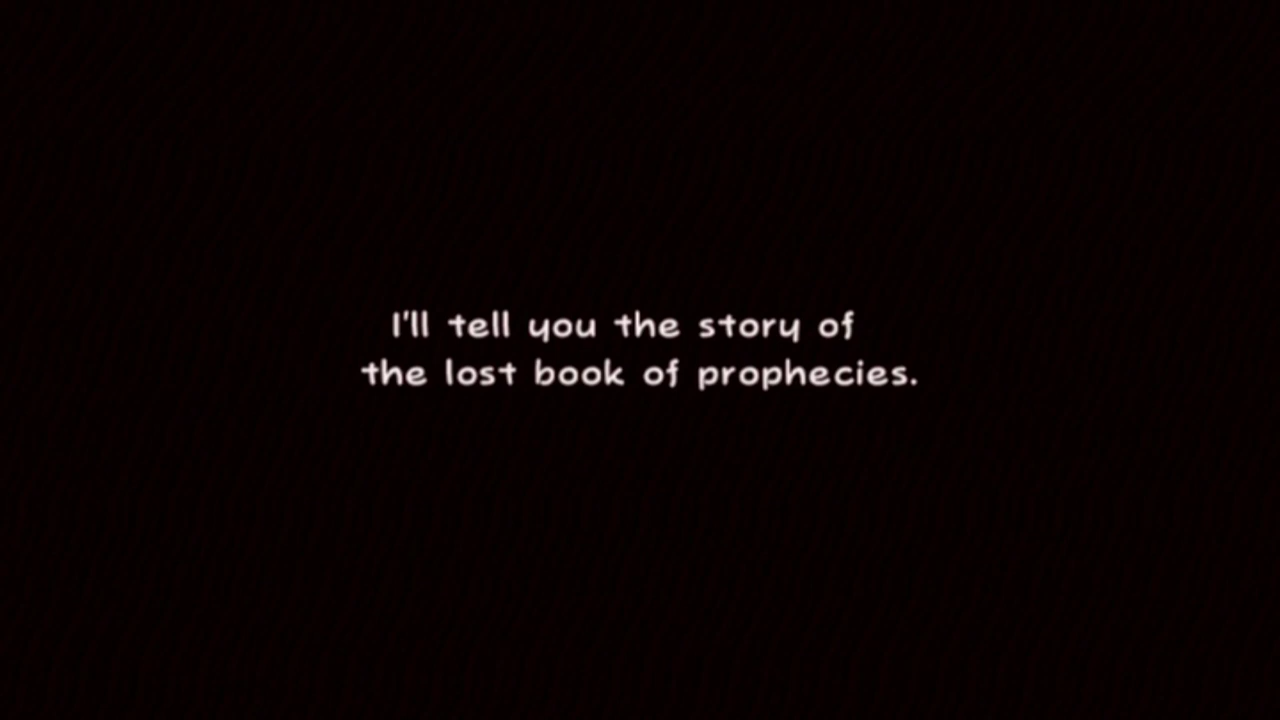 I'll tell you the story of
the lost book of prophecies.